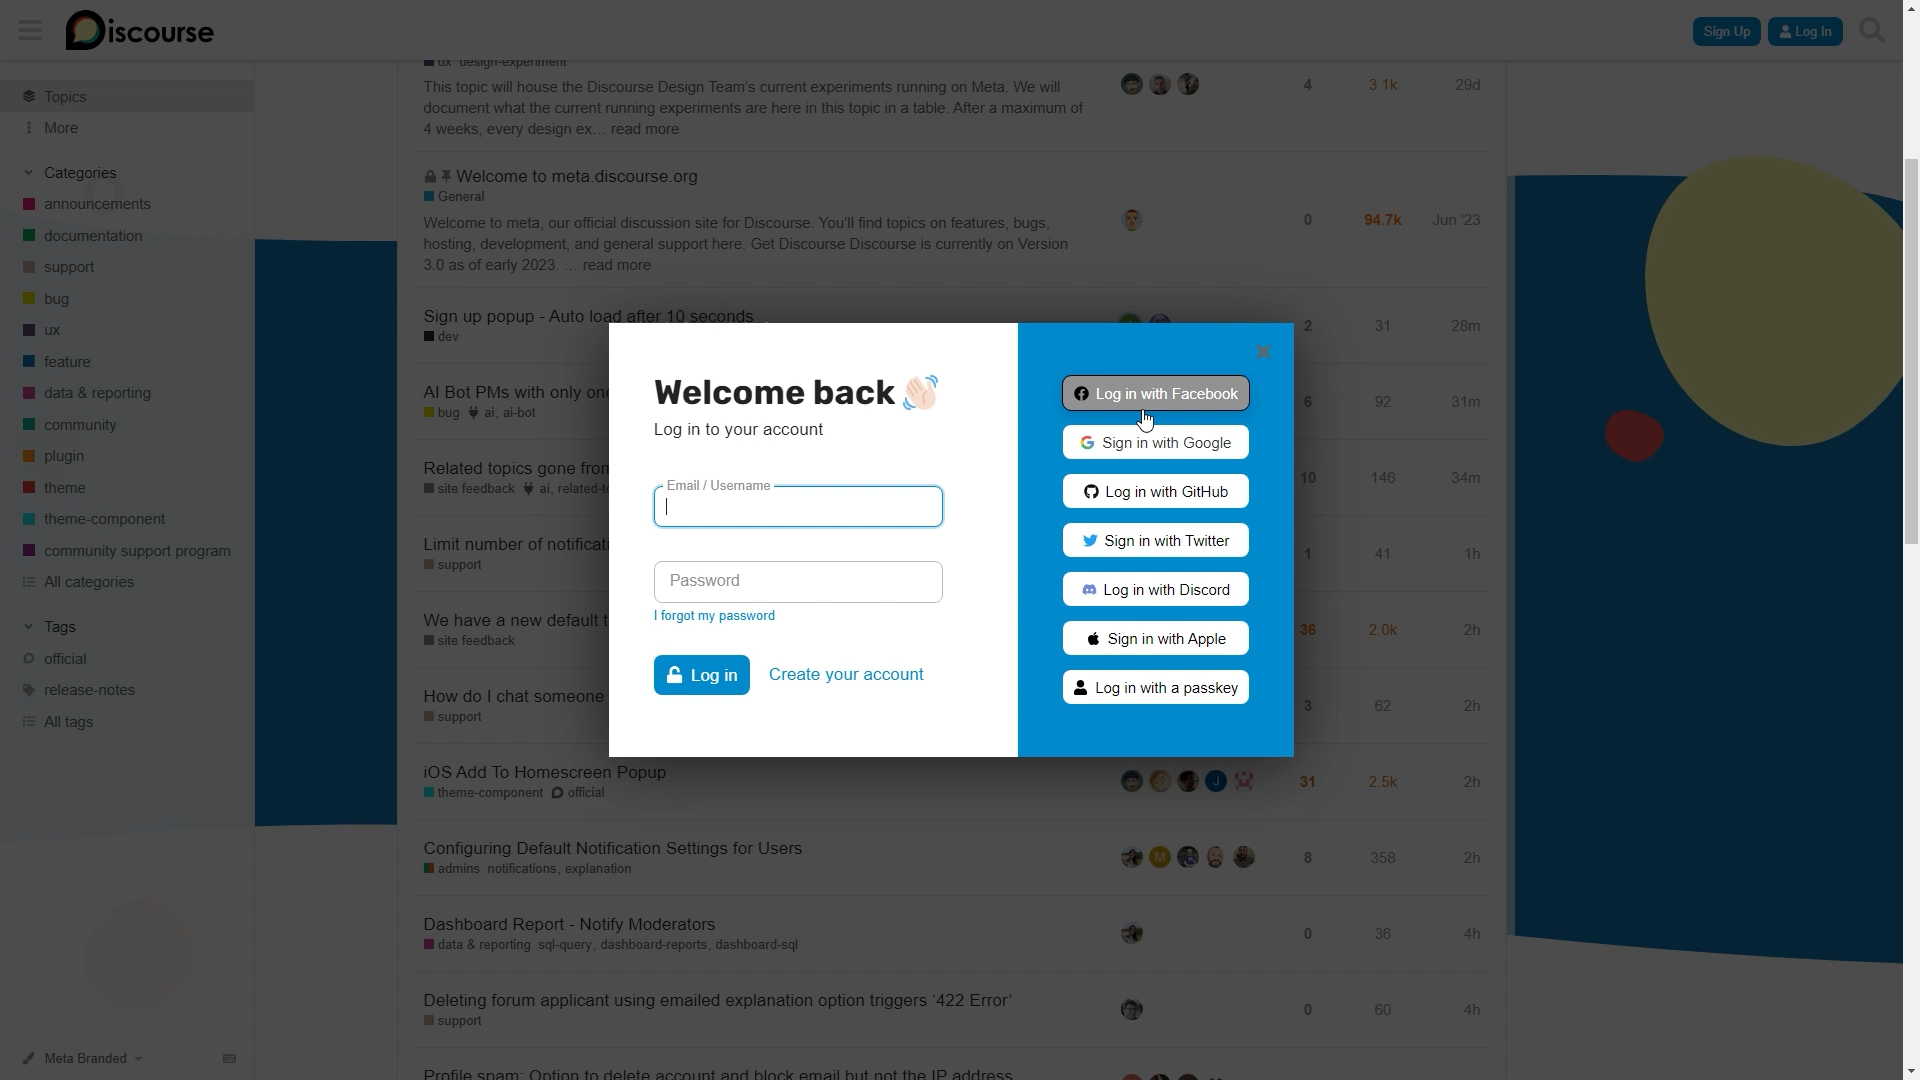 Discourse
Sign Up
Log In
Topics
More
Categories
announcements
documentation
support
bug
ux
feature
data & reporting
community
plugin
theme
theme-component
community support program
All categories
Tags
official
release-notes
All tags
Meta Branded
ux design-experiment
This topic will house the Discourse Design Team's current experiments running on Meta. We will
document what the current running experiments are here in this topic in a table. After a maximum of
4 weeks, every design ex… read more
4 3.1k 29d
Welcome to meta.discourse.org
General
Welcome to meta, our official discussion site for Discourse. You'll find topics on features, bugs,
hosting, development, and general support here. Get Discourse Discourse is currently on Version
3.0 as of early 2023. … read more
0 94.7k Jun '23
Sign up popup - Auto load after 10 seconds
dev
2 31 28m
AI Bot PMs with only one
bug ai, ai-bot
6 92 31m
Related topics gone from
site feedback ai, related-t
10 146 34m
Limit number of notificati
support
1 41 1h
We have a new default t
site feedback
36 2.0k 2h
How do I chat someone
support
3 62 2h
iOS Add To Homescreen Popup
theme-component official
J
31 2.5k 2h
Configuring Default Notification Settings for Users
admins notifications, explanation
M
8 358 2h
Dashboard Report - Notify Moderators
data & reporting sql-query, dashboard-reports, dashboard-sql
0 36 4h
Deleting forum applicant using emailed explanation option triggers '422 Error'
support
0 60 4h
Profile spam: Option to delete account and block email but not the IP address
Welcome back
Log in to your account
Email / Username
Password
I forgot my password
Log in
Create your account
Log in with Facebook
Sign in with Google
Log in with GitHub
Sign in with Twitter
Log in with Discord
Sign in with Apple
Log in with a passkey